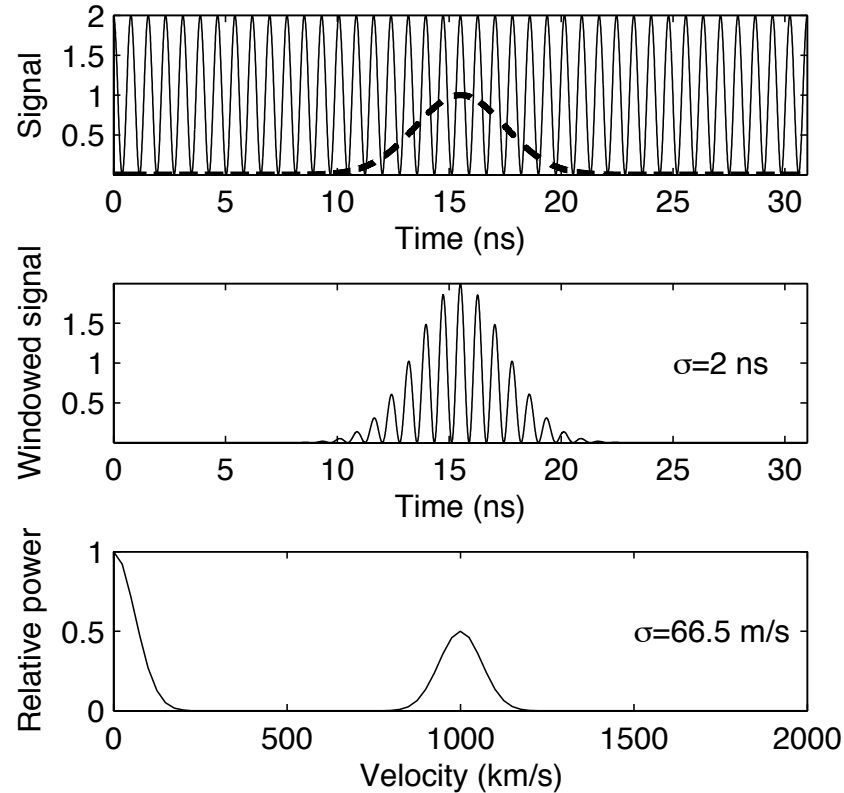 Signal
2
1
0.5
0 5 10 15 20 25 30
Time (ns)
Windowed signal
1.5
1
0.5
σ=2 ns
0 5 10 15 20 25 30
Time (ns)
Relative power
1
0.5
0
σ=66.5 m/s
0 500 1000 1500 2000
Velocity (km/s)